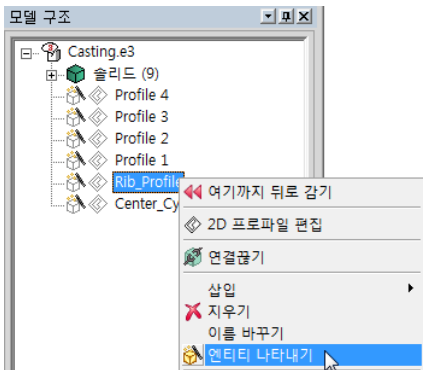 모델 구조
Casting.e3
솔리드 (9)
Profile 4
Profile 3
Profile 2
Profile 1
Rib_Profile
Center_Cy
여기까지 뒤로 감기
2D 프로파일 편집
연결끊기
삽입
지우기
이름 바꾸기
엔티티 나타내기